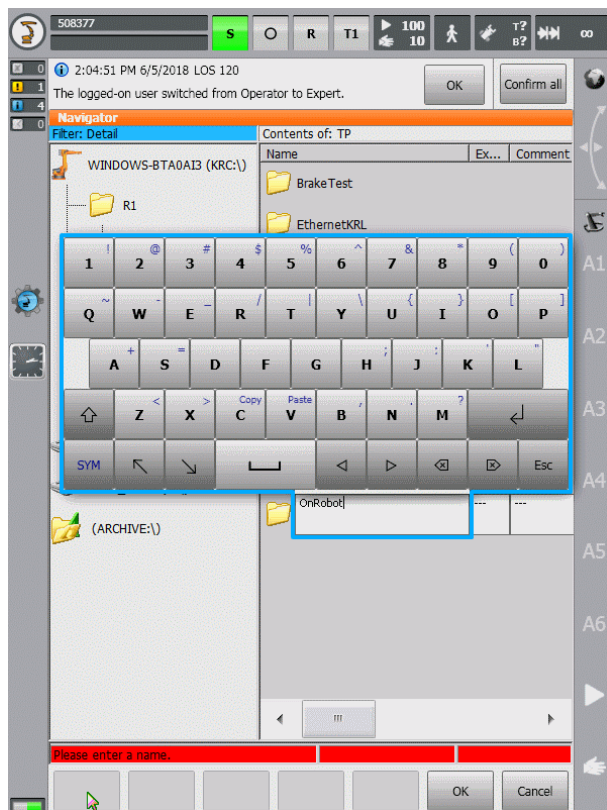 508377
S O R T1 100 10 T? B? ∞
0
1
4
0
2:04:51 PM 6/5/2018 LOS 120
The logged-on user switched from Operator to Expert.
OK
Confirm all
Navigator
Filter: Detail
Contents of: TP
Name Ex... Comment
WINDOWS-BTA0AI3 (KRC:\)
R1
BrakeTest
EthernetKRL
! @ # $ % ^ & * ( )
1 2 3 4 5 6 7 8 9 0
~ - _ / | \ { } [ ]
Q W E R T Y U I O P
+ = ; : ' "
A S D F G H J K L
< > Copy Paste , . ?
Z X C V B N M
SYM Esc
(ARCHIVE:\)
OnRobot
--- ---
Please enter a name.
OK Cancel
A1
A2
A3
A4
A5
A6